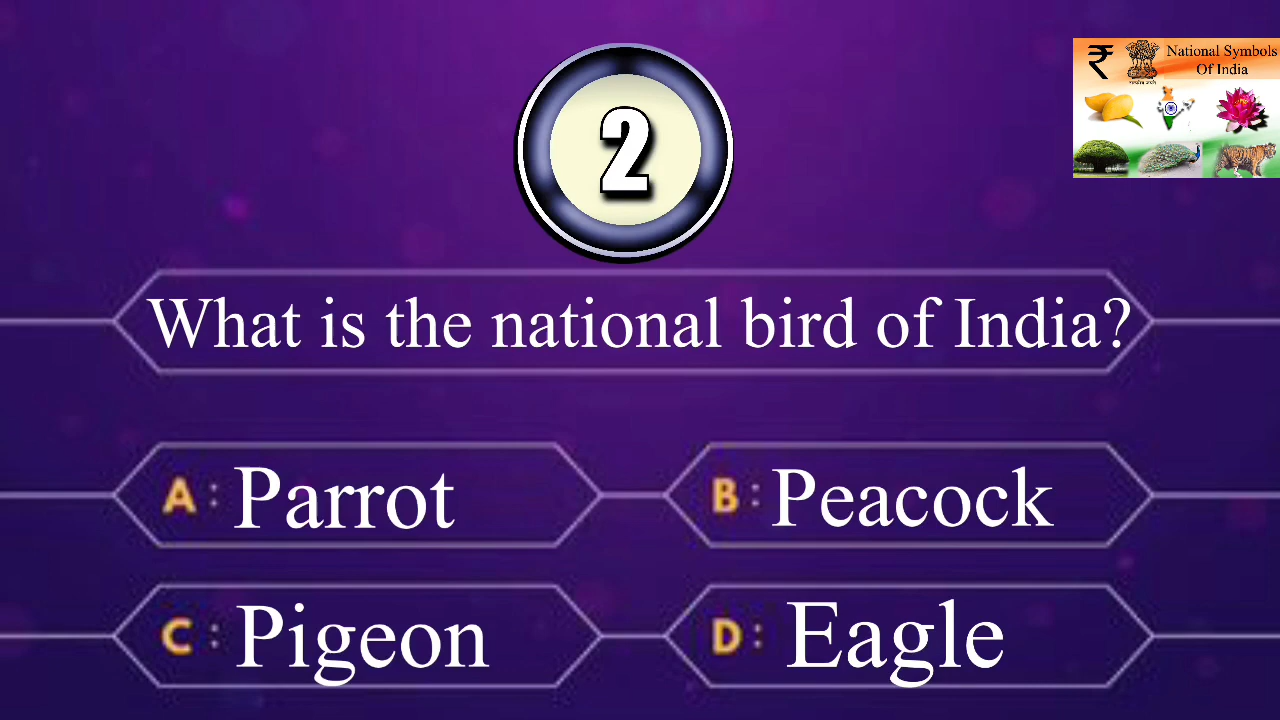 2
₹
National Symbols
Of India
What is the national bird of India?
A : Parrot
B : Peacock
C : Pigeon
D : Eagle